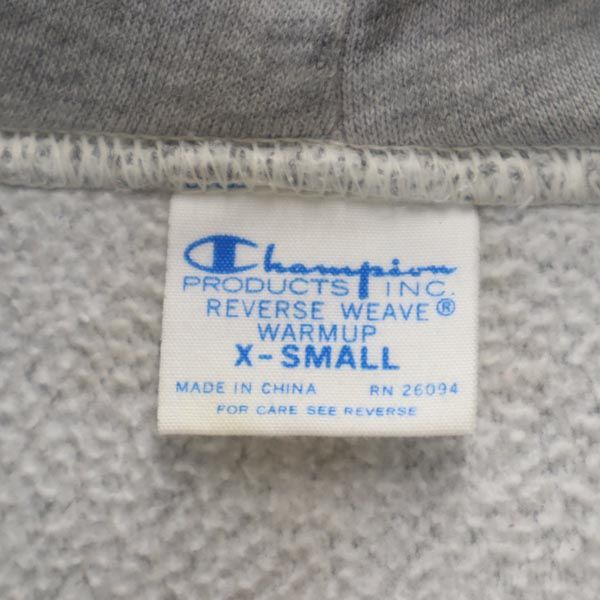 Champion
PRODUCTS INC.
REVERSE WEAVE®
WARMUP
X-SMALL
MADE IN CHINA RN 26094
FOR CARE SEE REVERSE